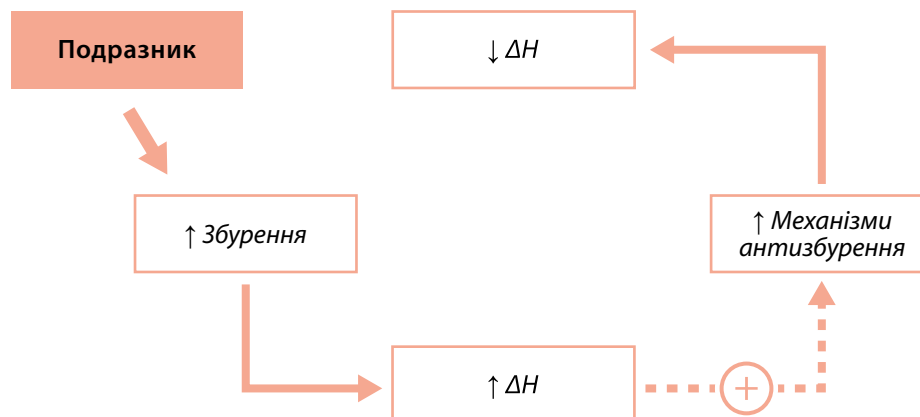 Подразник
↓ ΔH
↑ Збурення
↑ Механізми
антизбурення
↑ ΔH
+